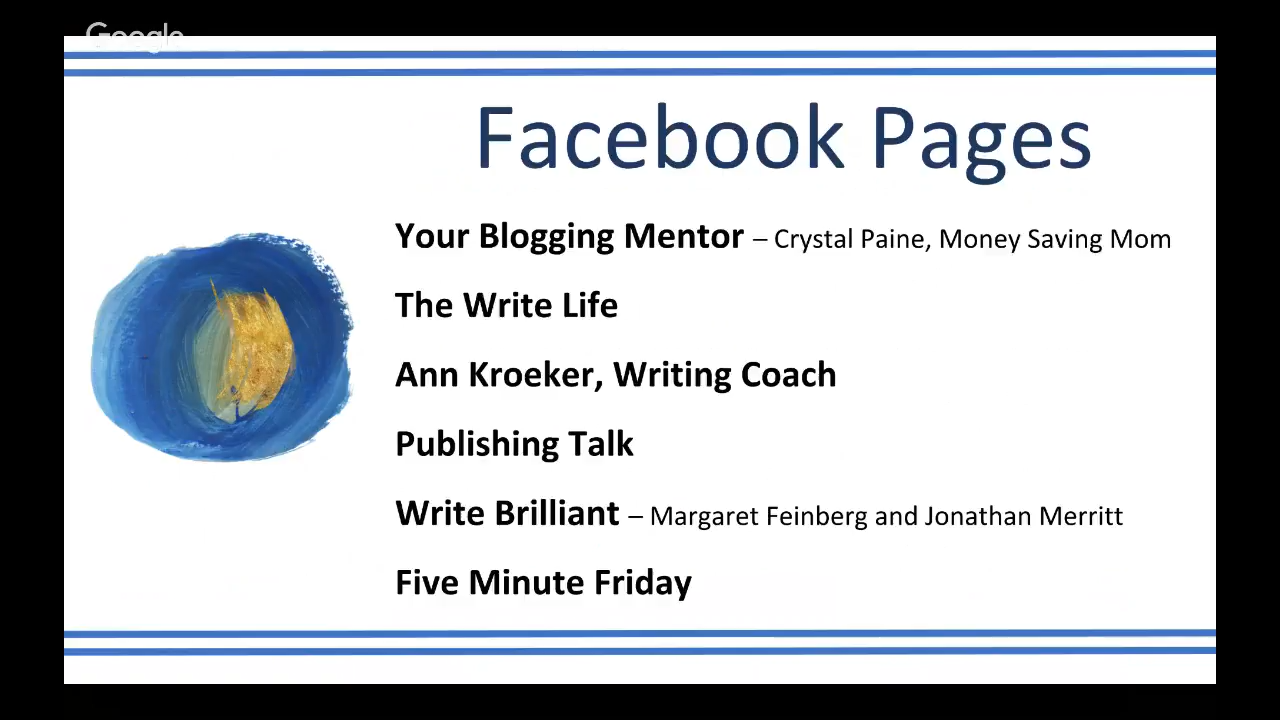 Google
Facebook Pages
Your Blogging Mentor – Crystal Paine, Money Saving Mom
The Write Life
Ann Kroeker, Writing Coach
Publishing Talk
Write Brilliant – Margaret Feinberg and Jonathan Merritt
Five Minute Friday